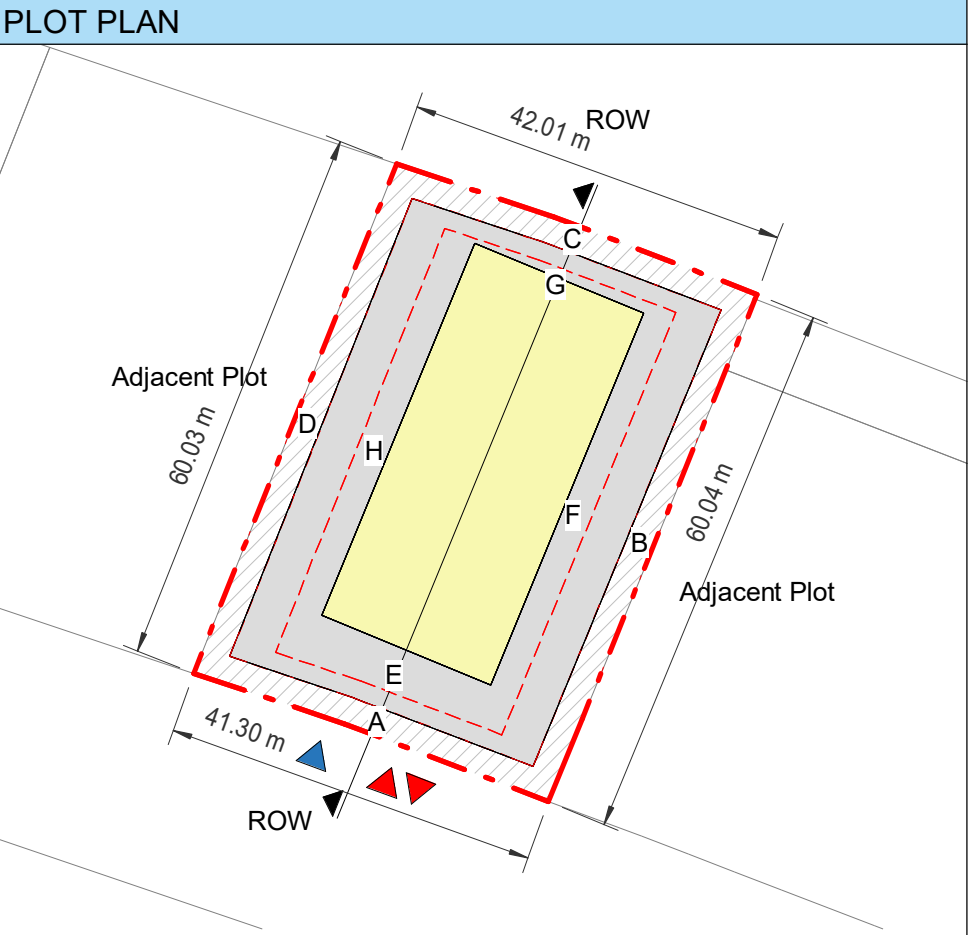 PLOT PLAN
42.01 m
ROW
C
G
Adjacent Plot
60.03 m
D
H
F
B
60.04 m
Adjacent Plot
E
A
41.30 m
ROW